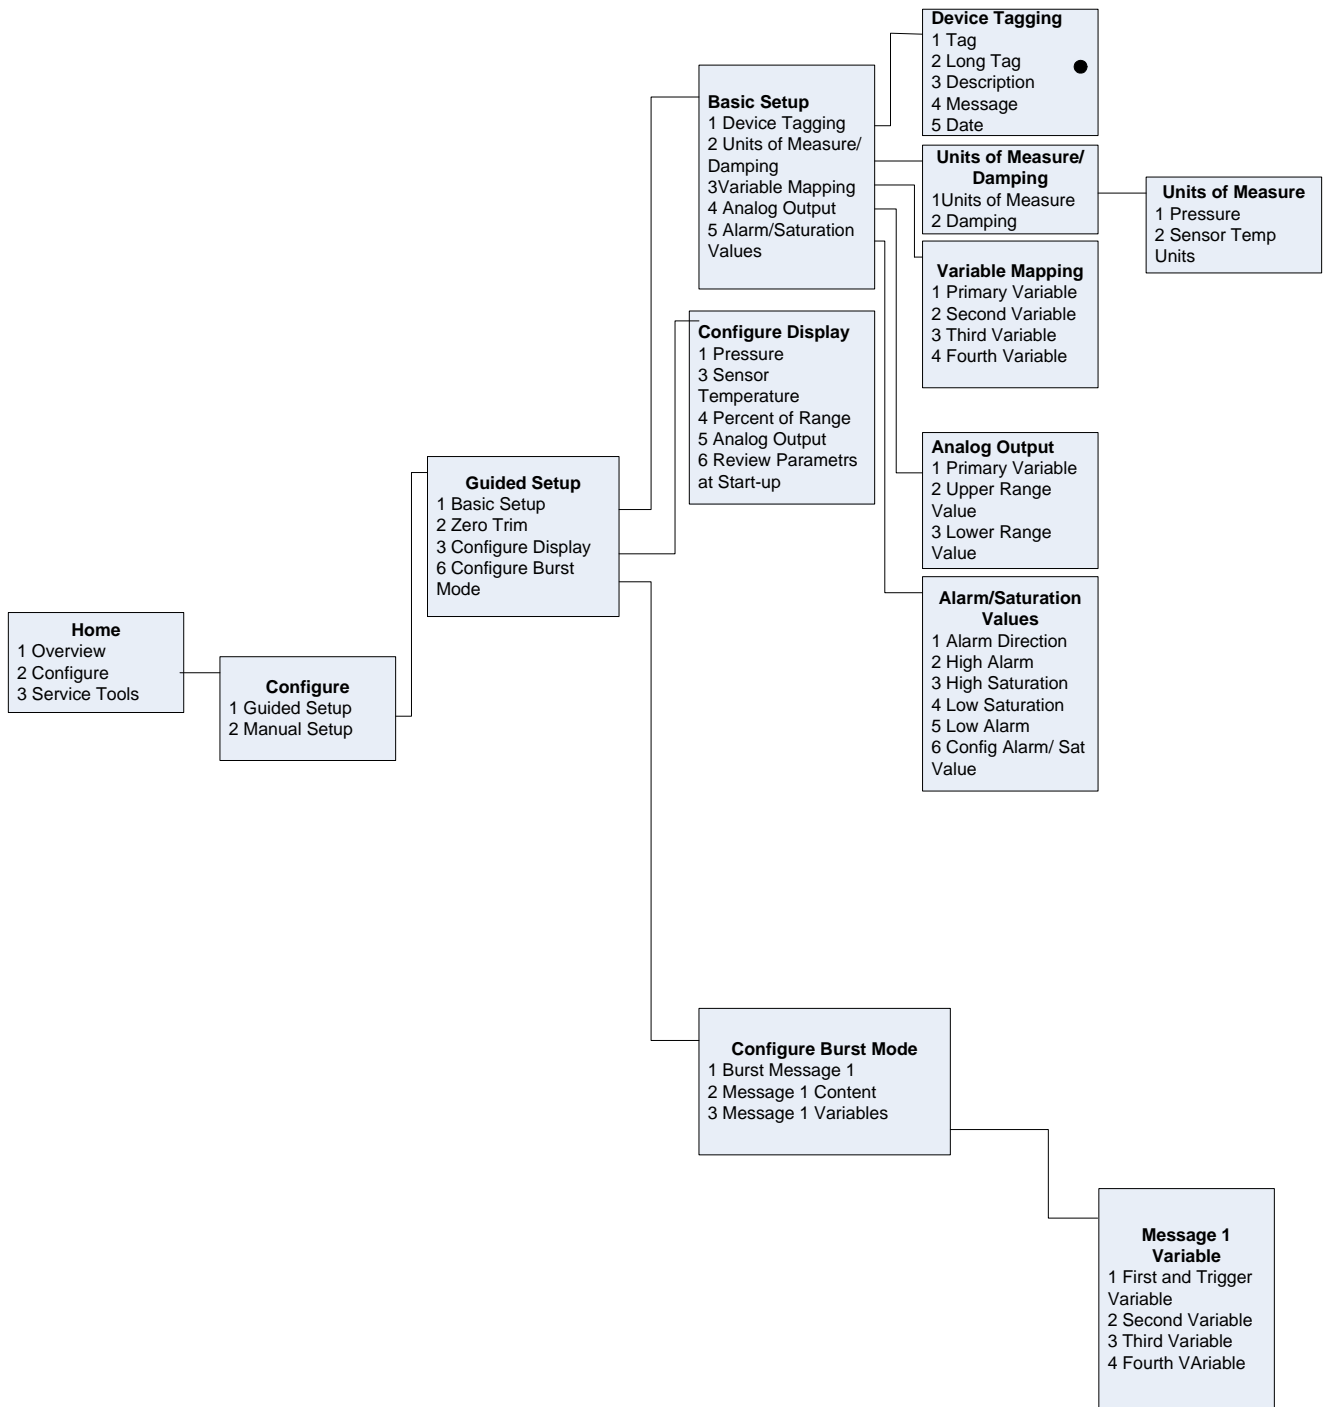 Home
1 Overview
2 Configure
3 Service Tools
Configure
1 Guided Setup
2 Manual Setup
Guided Setup
1 Basic Setup
2 Zero Trim
3 Configure Display
6 Configure Burst
Mode
Basic Setup
1 Device Tagging
2 Units of Measure/
Damping
3Variable Mapping
4 Analog Output
5 Alarm/Saturation
Values
Configure Display
1 Pressure
3 Sensor
Temperature
4 Percent of Range
5 Analog Output
6 Review Parametrs
at Start-up
Device Tagging
1 Tag
2 Long Tag
3 Description
4 Message
5 Date
Units of Measure/
Damping
1Units of Measure
2 Damping
Units of Measure
1 Pressure
2 Sensor Temp
Units
Variable Mapping
1 Primary Variable
2 Second Variable
3 Third Variable
4 Fourth Variable
Analog Output
1 Primary Variable
2 Upper Range
Value
3 Lower Range
Value
Alarm/Saturation
Values
1 Alarm Direction
2 High Alarm
3 High Saturation
4 Low Saturation
5 Low Alarm
6 Config Alarm/ Sat
Value
Configure Burst Mode
1 Burst Message 1
2 Message 1 Content
3 Message 1 Variables
Message 1
Variable
1 First and Trigger
Variable
2 Second Variable
3 Third Variable
4 Fourth VAriable